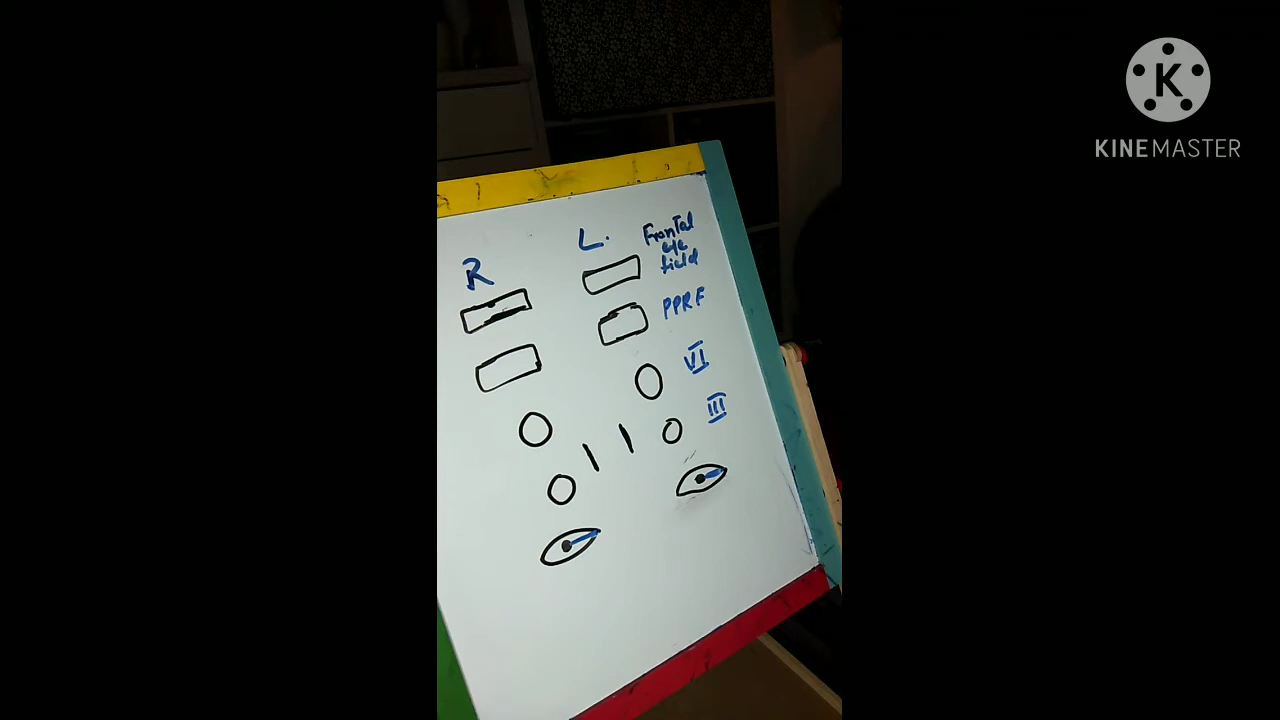 R
L.
Frontal
eye
field
PPRF
VI
III
K
KINEMASTER